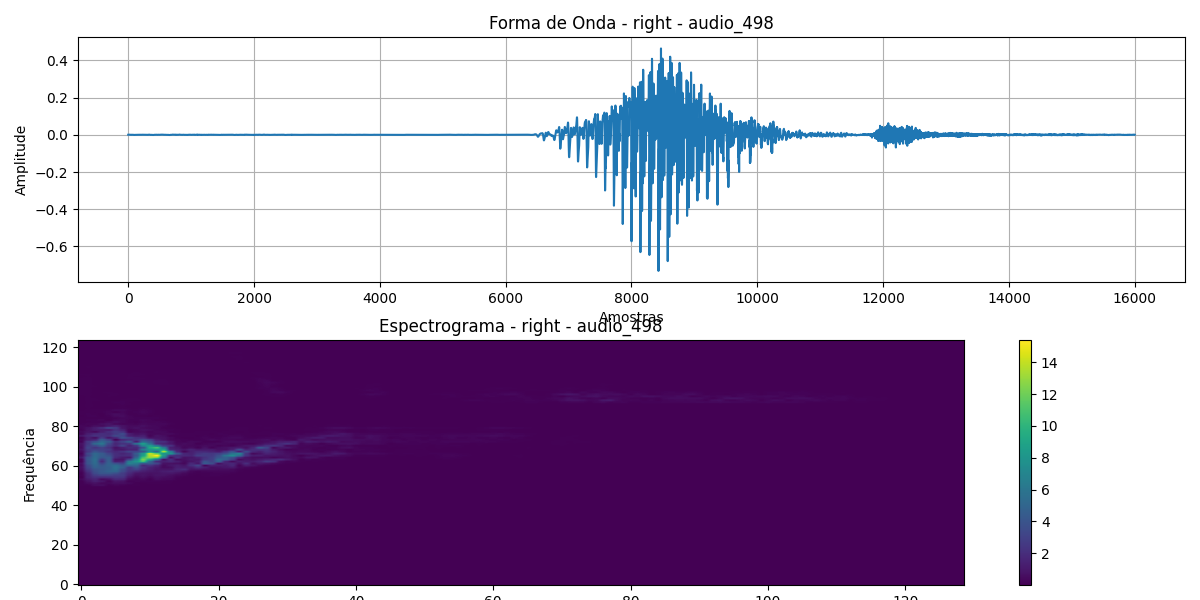 Forma de Onda - right - audio_498
0.4
0.2
0.0
−0.2
−0.4
−0.6
Amplitude
0 2000 4000 6000 8000 10000 12000 14000 16000
Amostras
Espectrograma - right - audio_498
120
100
80
60
40
20
0
Frequência
0 20 40 60 80 100 120
14
12
10
8
6
4
2